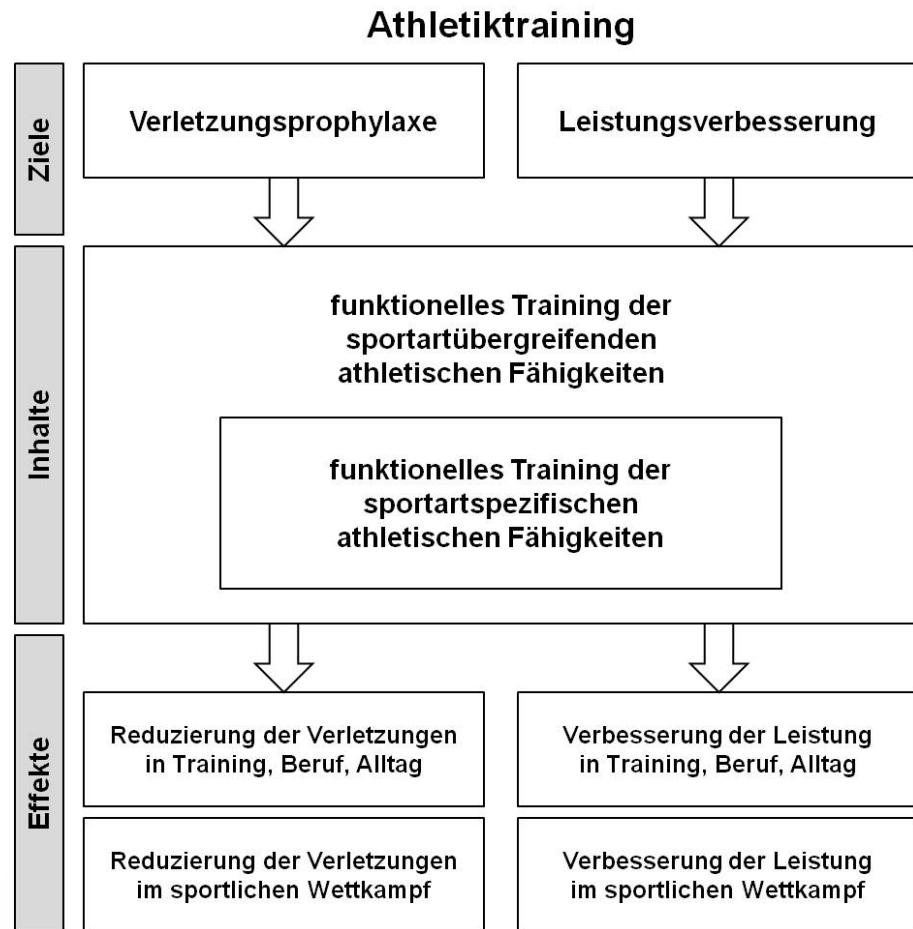 Athletiktraining
Ziele
Verletzungsprophylaxe
Leistungsverbesserung
Inhalte
funktionelles Training der
sportartübergreifenden
athletischen Fähigkeiten
funktionelles Training der
sportartspezifischen
athletischen Fähigkeiten
Effekte
Reduzierung der Verletzungen
in Training, Beruf, Alltag
Verbesserung der Leistung
in Training, Beruf, Alltag
Reduzierung der Verletzungen
im sportlichen Wettkampf
Verbesserung der Leistung
im sportlichen Wettkampf